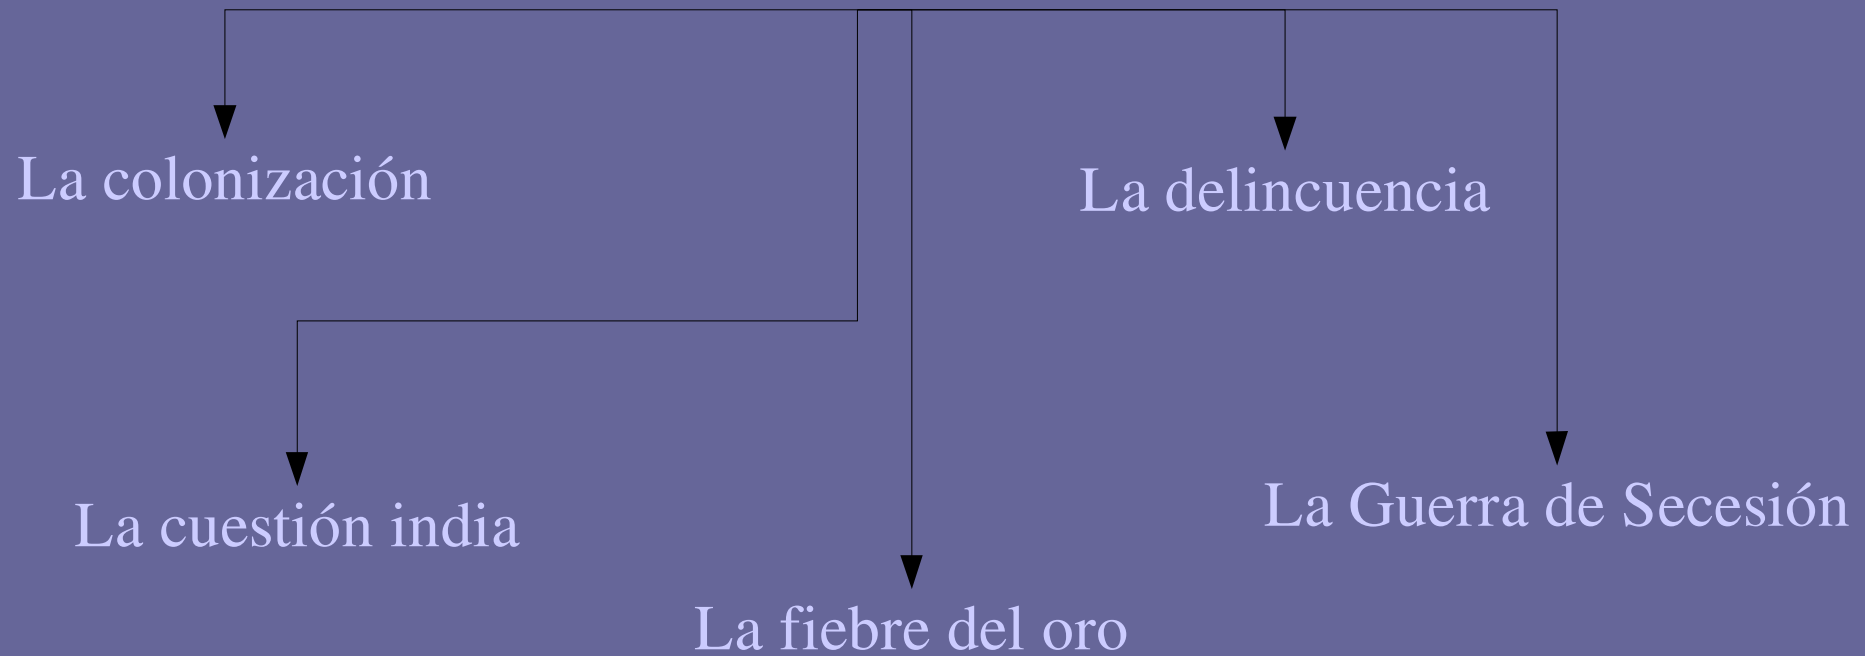 La colonización
La delincuencia
La cuestión india
La Guerra de Secesión
La fiebre del oro